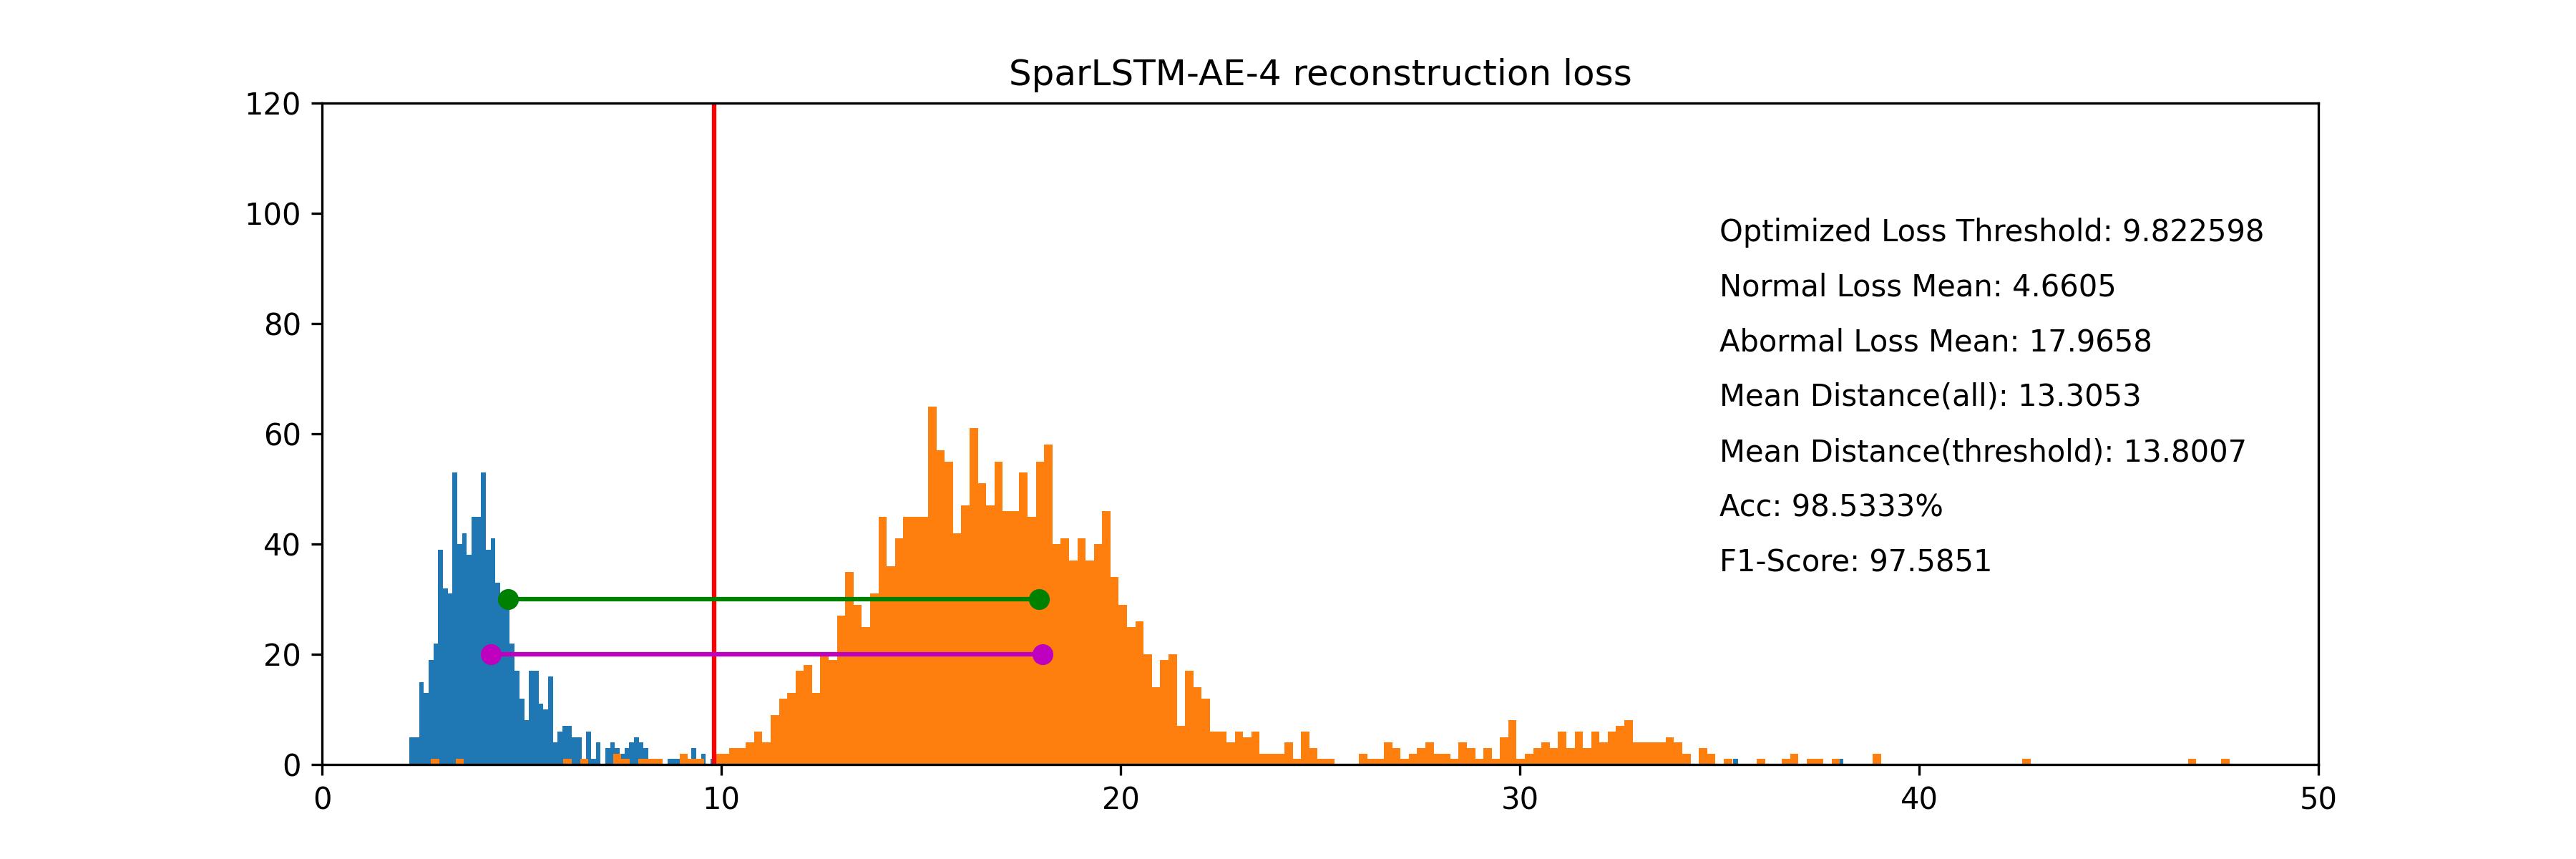 SparLSTM-AE-4 reconstruction loss
120
100
80
60
40
20
0
Optimized Loss Threshold: 9.822598
Normal Loss Mean: 4.6605
Abormal Loss Mean: 17.9658
Mean Distance(all): 13.3053
Mean Distance(threshold): 13.8007
Acc: 98.5333%
F1-Score: 97.5851
0 10 20 30 40 50